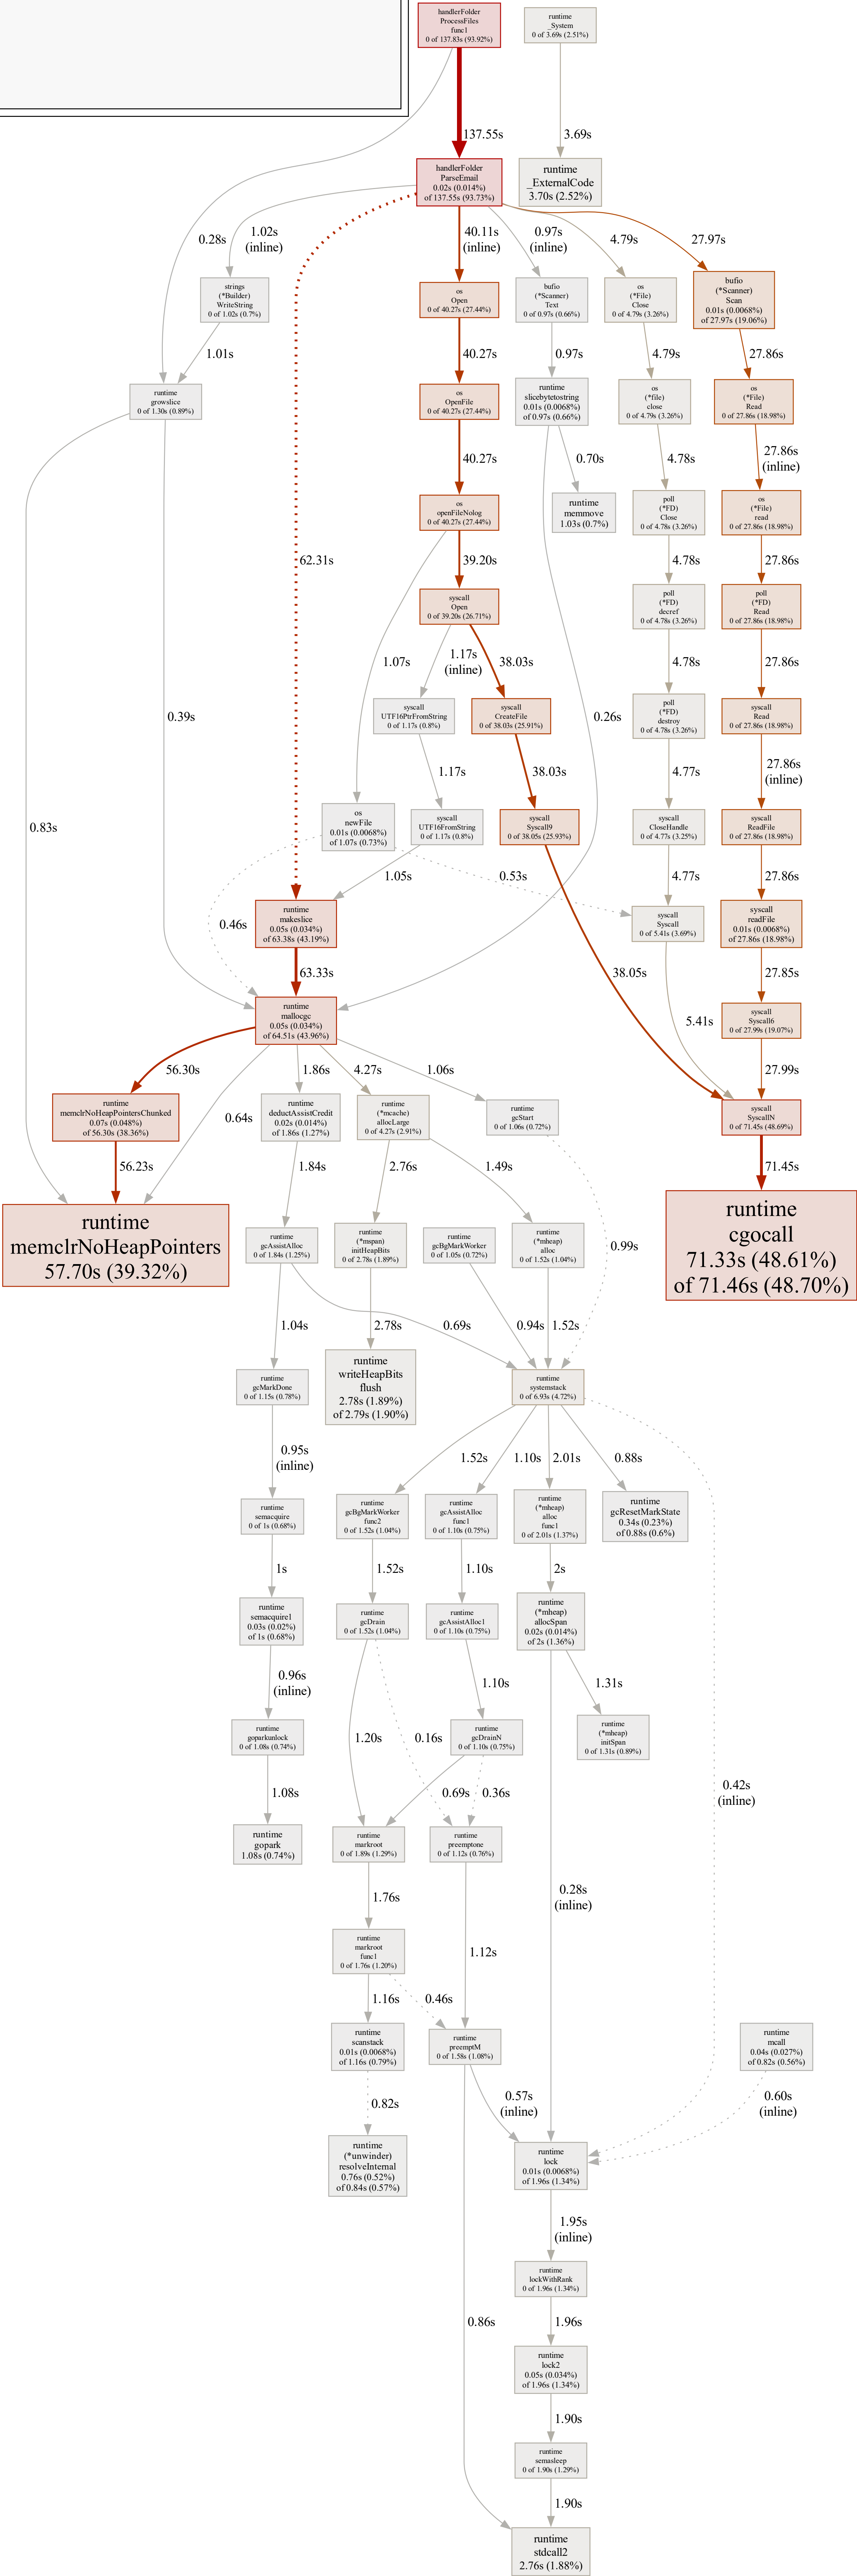 handlerFolder
ProcessFiles
func1
0 of 137.83s (93.92%)
runtime
_System
0 of 3.69s (2.51%)
137.55s
3.69s
handlerFolder
ParseEmail
0.02s (0.014%)
of 137.55s (93.73%)
runtime
_ExternalCode
3.70s (2.52%)
0.28s
1.02s
(inline)
40.11s
(inline)
0.97s
(inline)
4.79s
27.97s
strings
(*Builder)
WriteString
0 of 1.02s (0.7%)
os
Open
0 of 40.27s (27.44%)
bufio
(*Scanner)
Text
0 of 0.97s (0.66%)
os
(*File)
Close
0 of 4.79s (3.26%)
bufio
(*Scanner)
Scan
0.01s (0.0068%)
of 27.97s (19.06%)
1.01s
40.27s
0.97s
4.79s
27.86s
runtime
growslice
0 of 1.30s (0.89%)
os
OpenFile
0 of 40.27s (27.44%)
runtime
slicebytetostring
0.01s (0.0068%)
of 0.97s (0.66%)
os
(*file)
close
0 of 4.79s (3.26%)
os
(*File)
Read
0 of 27.86s (18.98%)
40.27s
0.70s
4.78s
27.86s
(inline)
os
openFileNolog
0 of 40.27s (27.44%)
runtime
memmove
1.03s (0.7%)
poll
(*FD)
Close
0 of 4.78s (3.26%)
os
(*File)
read
0 of 27.86s (18.98%)
62.31s
39.20s
4.78s
27.86s
syscall
Open
0 of 39.20s (26.71%)
poll
(*FD)
decref
0 of 4.78s (3.26%)
poll
(*FD)
Read
0 of 27.86s (18.98%)
1.07s
1.17s
(inline)
38.03s
4.78s
27.86s
0.39s
syscall
UTF16PtrFromString
0 of 1.17s (0.8%)
syscall
CreateFile
0 of 38.03s (25.91%)
0.26s
poll
(*FD)
destroy
0 of 4.78s (3.26%)
syscall
Read
0 of 27.86s (18.98%)
1.17s
38.03s
4.77s
27.86s
(inline)
0.83s
os
newFile
0.01s (0.0068%)
of 1.07s (0.73%)
syscall
UTF16FromString
0 of 1.17s (0.8%)
syscall
Syscall9
0 of 38.05s (25.93%)
syscall
CloseHandle
0 of 4.77s (3.25%)
syscall
ReadFile
0 of 27.86s (18.98%)
1.05s
0.53s
4.77s
27.86s
0.46s
runtime
makeslice
0.05s (0.034%)
of 63.38s (43.19%)
syscall
Syscall
0 of 5.41s (3.69%)
syscall
readFile
0.01s (0.0068%)
of 27.86s (18.98%)
63.33s
38.05s
27.85s
runtime
mallocgc
0.05s (0.034%)
of 64.51s (43.96%)
5.41s
syscall
Syscall6
0 of 27.99s (19.07%)
56.30s
0.64s
1.86s
4.27s
1.06s
27.99s
runtime
memclrNoHeapPointersChunked
0.07s (0.048%)
of 56.30s (38.36%)
runtime
deductAssistCredit
0.02s (0.014%)
of 1.86s (1.27%)
runtime
(*mcache)
allocLarge
0 of 4.27s (2.91%)
runtime
gcStart
0 of 1.06s (0.72%)
syscall
SyscallN
0 of 71.45s (48.69%)
56.23s
1.84s
2.76s
1.49s
71.45s
runtime
memclrNoHeapPointers
57.70s (39.32%)
runtime
gcAssistAlloc
0 of 1.84s (1.25%)
runtime
(*mspan)
initHeapBits
0 of 2.78s (1.89%)
runtime
gcBgMarkWorker
0 of 1.05s (0.72%)
runtime
(*mheap)
alloc
0 of 1.52s (1.04%)
0.99s
runtime
cgocall
71.33s (48.61%)
of 71.46s (48.70%)
1.04s
2.78s
0.69s
0.94s
1.52s
runtime
gcMarkDone
0 of 1.15s (0.78%)
runtime
writeHeapBits
flush
2.78s (1.89%)
of 2.79s (1.90%)
runtime
systemstack
0 of 6.93s (4.72%)
0.95s
(inline)
1.52s
1.10s
2.01s
0.88s
runtime
semacquire
0 of 1s (0.68%)
runtime
gcBgMarkWorker
func2
0 of 1.52s (1.04%)
runtime
gcAssistAlloc
func1
0 of 1.10s (0.75%)
runtime
(*mheap)
alloc
func1
0 of 2.01s (1.37%)
runtime
gcResetMarkState
0.34s (0.23%)
of 0.88s (0.6%)
1s
1.52s
1.10s
2s
runtime
semacquire1
0.03s (0.02%)
of 1s (0.68%)
runtime
gcDrain
0 of 1.52s (1.04%)
runtime
gcAssistAlloc1
0 of 1.10s (0.75%)
runtime
(*mheap)
allocSpan
0.02s (0.014%)
of 2s (1.36%)
0.96s
(inline)
1.10s
1.31s
runtime
goparkunlock
0 of 1.08s (0.74%)
1.20s
0.16s
runtime
gcDrainN
0 of 1.10s (0.75%)
runtime
(*mheap)
initSpan
0 of 1.31s (0.89%)
1.08s
0.69s
0.36s
0.42s
(inline)
runtime
gopark
1.08s (0.74%)
runtime
markroot
0 of 1.89s (1.29%)
runtime
preemptone
0 of 1.12s (0.76%)
1.76s
0.28s
(inline)
runtime
markroot
func1
0 of 1.76s (1.20%)
1.12s
1.16s
0.46s
runtime
scanstack
0.01s (0.0068%)
of 1.16s (0.79%)
runtime
preemptM
0 of 1.58s (1.08%)
runtime
mcall
0.04s (0.027%)
of 0.82s (0.56%)
0.82s
0.57s
(inline)
0.60s
(inline)
runtime
(*unwinder)
resolveInternal
0.76s (0.52%)
of 0.84s (0.57%)
runtime
lock
0.01s (0.0068%)
of 1.96s (1.34%)
1.95s
(inline)
runtime
lockWithRank
0 of 1.96s (1.34%)
0.86s
1.96s
runtime
lock2
0.05s (0.034%)
of 1.96s (1.34%)
1.90s
runtime
semasleep
0 of 1.90s (1.29%)
1.90s
runtime
stdcall2
2.76s (1.88%)